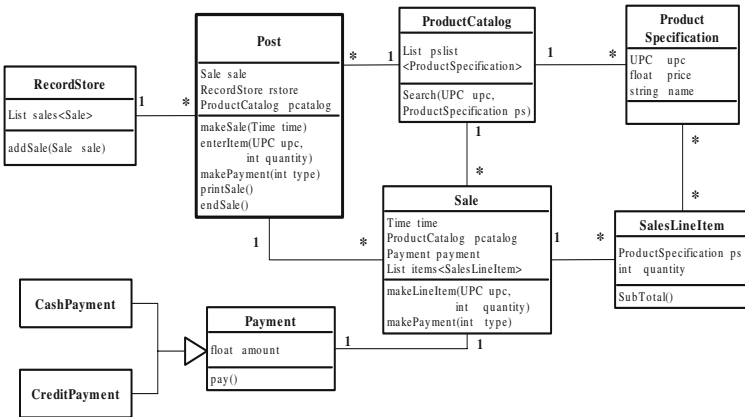 RecordStore
List sales<Sale>
addSale(Sale sale)
1
*
Post
Sale sale
RecordStore rstore
ProductCatalog pcatalog
makeSale(Time time)
enterItem(UPC upc,
int quantity)
makePayment(int type)
printSale()
endSale()
*
1
ProductCatalog
List pslist
<ProductSpecification>
Search(UPC upc,
ProductSpecification ps)
1
*
Product
Specification
UPC upc
float price
string name
1
*
*
*
1
*
Sale
Time time
ProductCatalog pcatalog
Payment payment
List items<SalesLineItem>
makeLineItem(UPC upc,
int quantity)
makePayment(int type)
1
*
SalesLineItem
ProductSpecification ps
int quantity
SubTotal()
CashPayment
CreditPayment
Payment
float amount
pay()
1
1